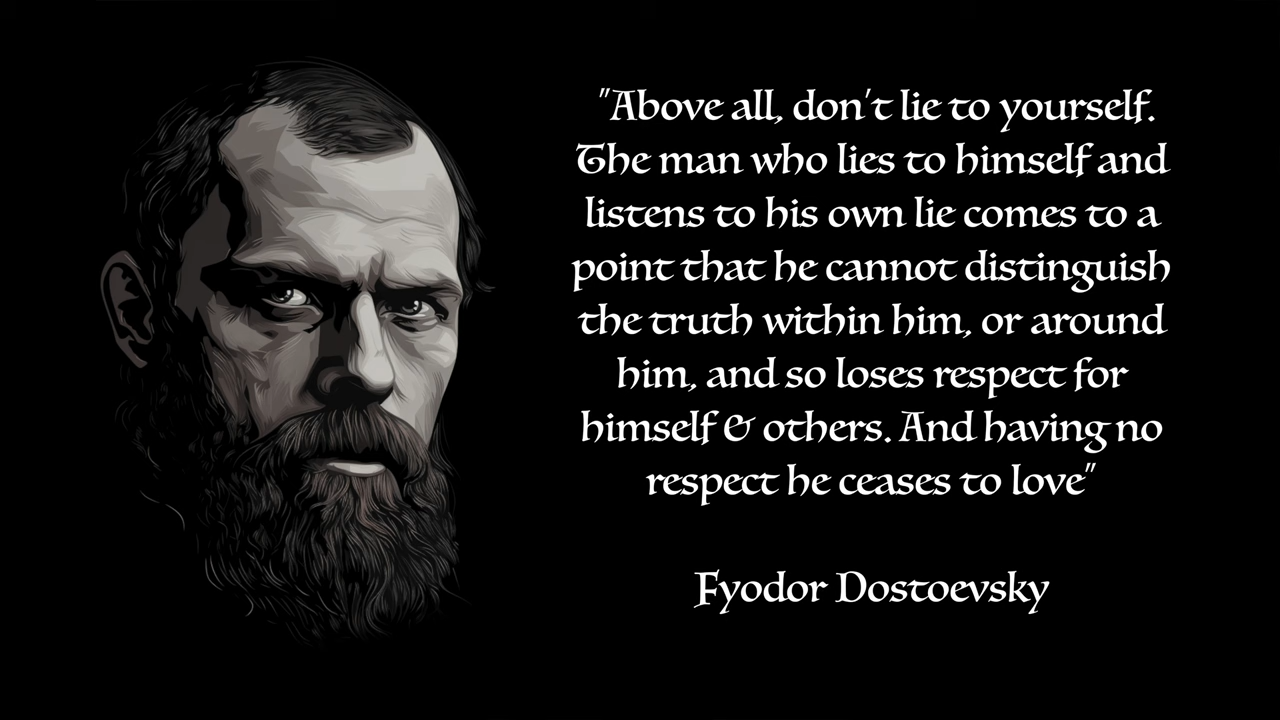 "Above all, don't lie to yourself.
The man who lies to himself and
listens to his own lie comes to a
point that he cannot distinguish
the truth within him, or around
him, and so loses respect for
himself & others. And having no
respect he ceases to love"
Fyodor Dostoevsky